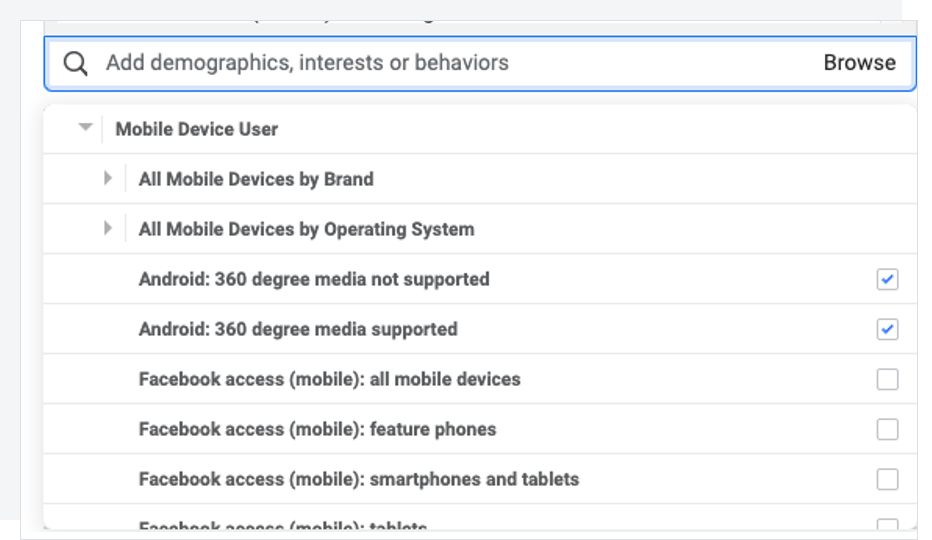 Add demographics, interests or behaviors Browse
Mobile Device User
All Mobile Devices by Brand
All Mobile Devices by Operating System
Android: 360 degree media not supported
Android: 360 degree media supported
Facebook access (mobile): all mobile devices
Facebook access (mobile): feature phones
Facebook access (mobile): smartphones and tablets
Facebook access (mobile): tablets